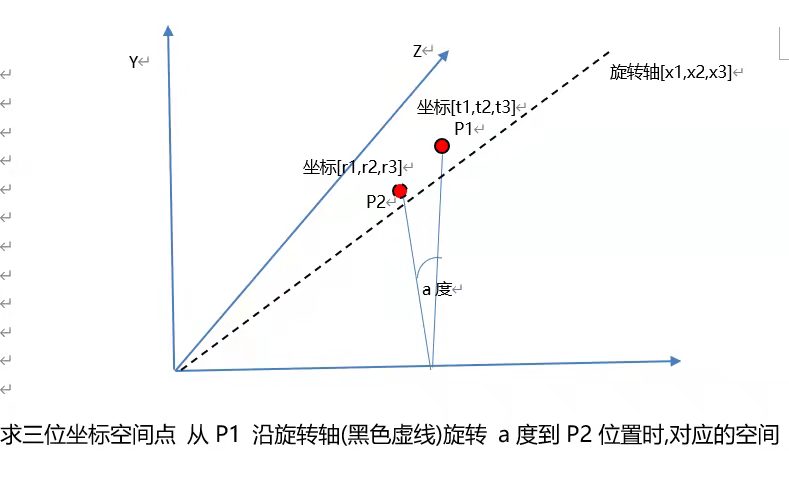 Y↵
Z↵
旋转轴[x1,x2,x3]↵
坐标[t1,t2,t3]↵
P1↵
坐标[r1,r2,r3]↵
P2↵
a 度↵
求三位坐标空间点 从 P1 沿旋转轴(黑色虚线)旋转 a 度到 P2 位置时,对应的空间